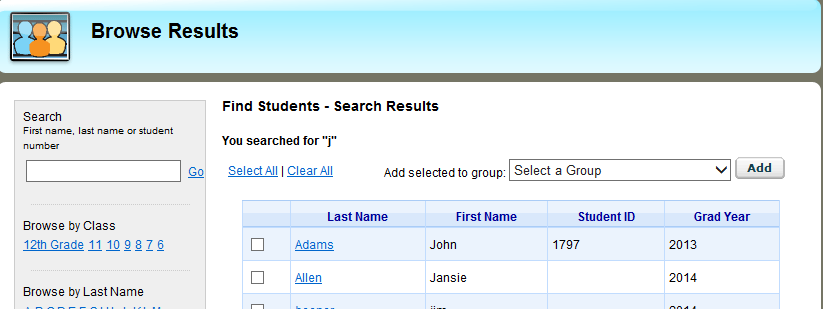 Browse Results
Search
First name, last name or student
number
Go
Browse by Class
12th Grade 11 10 9 8 7 6
Browse by Last Name
Find Students - Search Results
You searched for "j"
Select All | Clear All
Add selected to group: Select a Group Add
Last Name First Name Student ID Grad Year
Adams John 1797 2013
Allen Jansie 2014